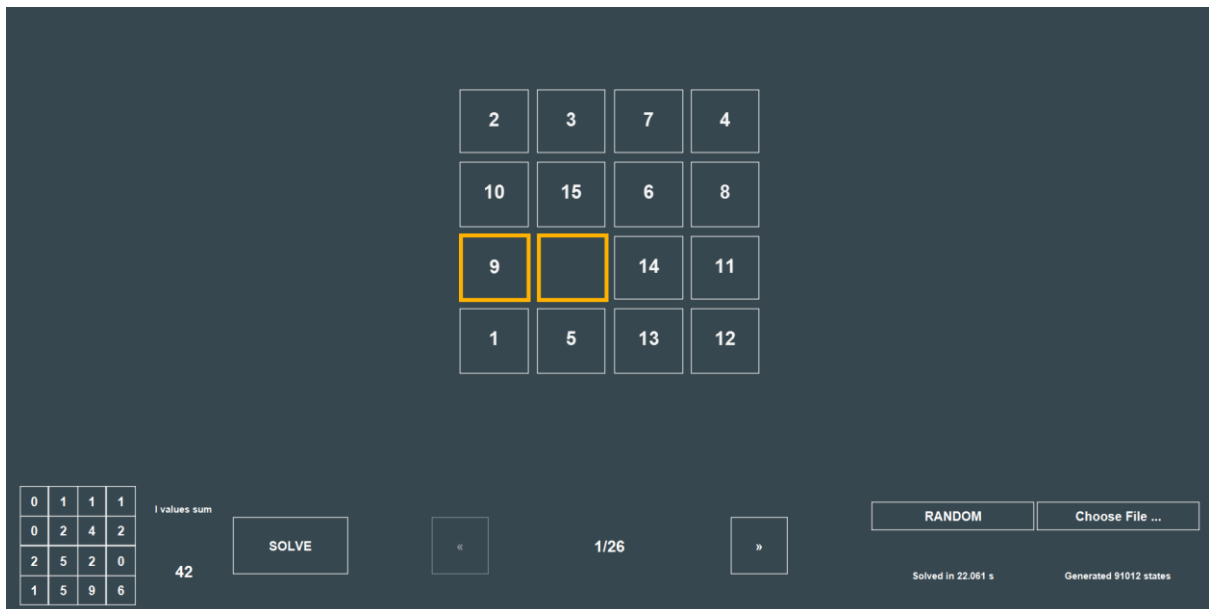 2 3 7 4
10 15 6 8
9 14 11
1 5 13 12
0 1 1 1
0 2 4 2
2 5 2 0
1 5 9 6
I values sum
42
SOLVE
«
1/26
»
RANDOM
Choose File ...
Solved in 22.061 s
Generated 91012 states